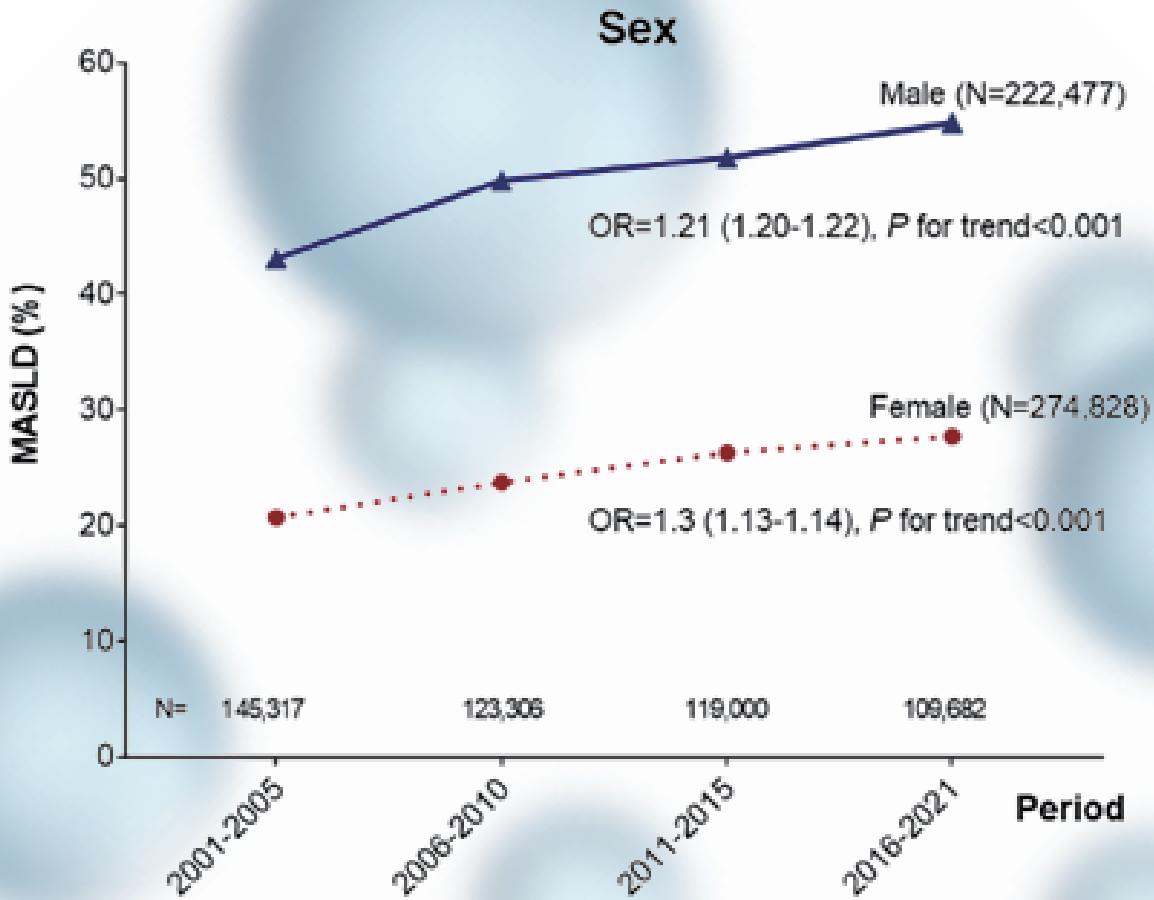 Sex
60
50
40
30
20
10
0
MASLD (%)
Male (N=222,477)
OR=1.21 (1.20-1.22), P for trend<0.001
Female (N=274,828)
OR=1.3 (1.13-1.14), P for trend<0.001
N= 145,317 123,306 119,000 109,682
2001-2005 2006-2010 2011-2015 2016-2021
Period